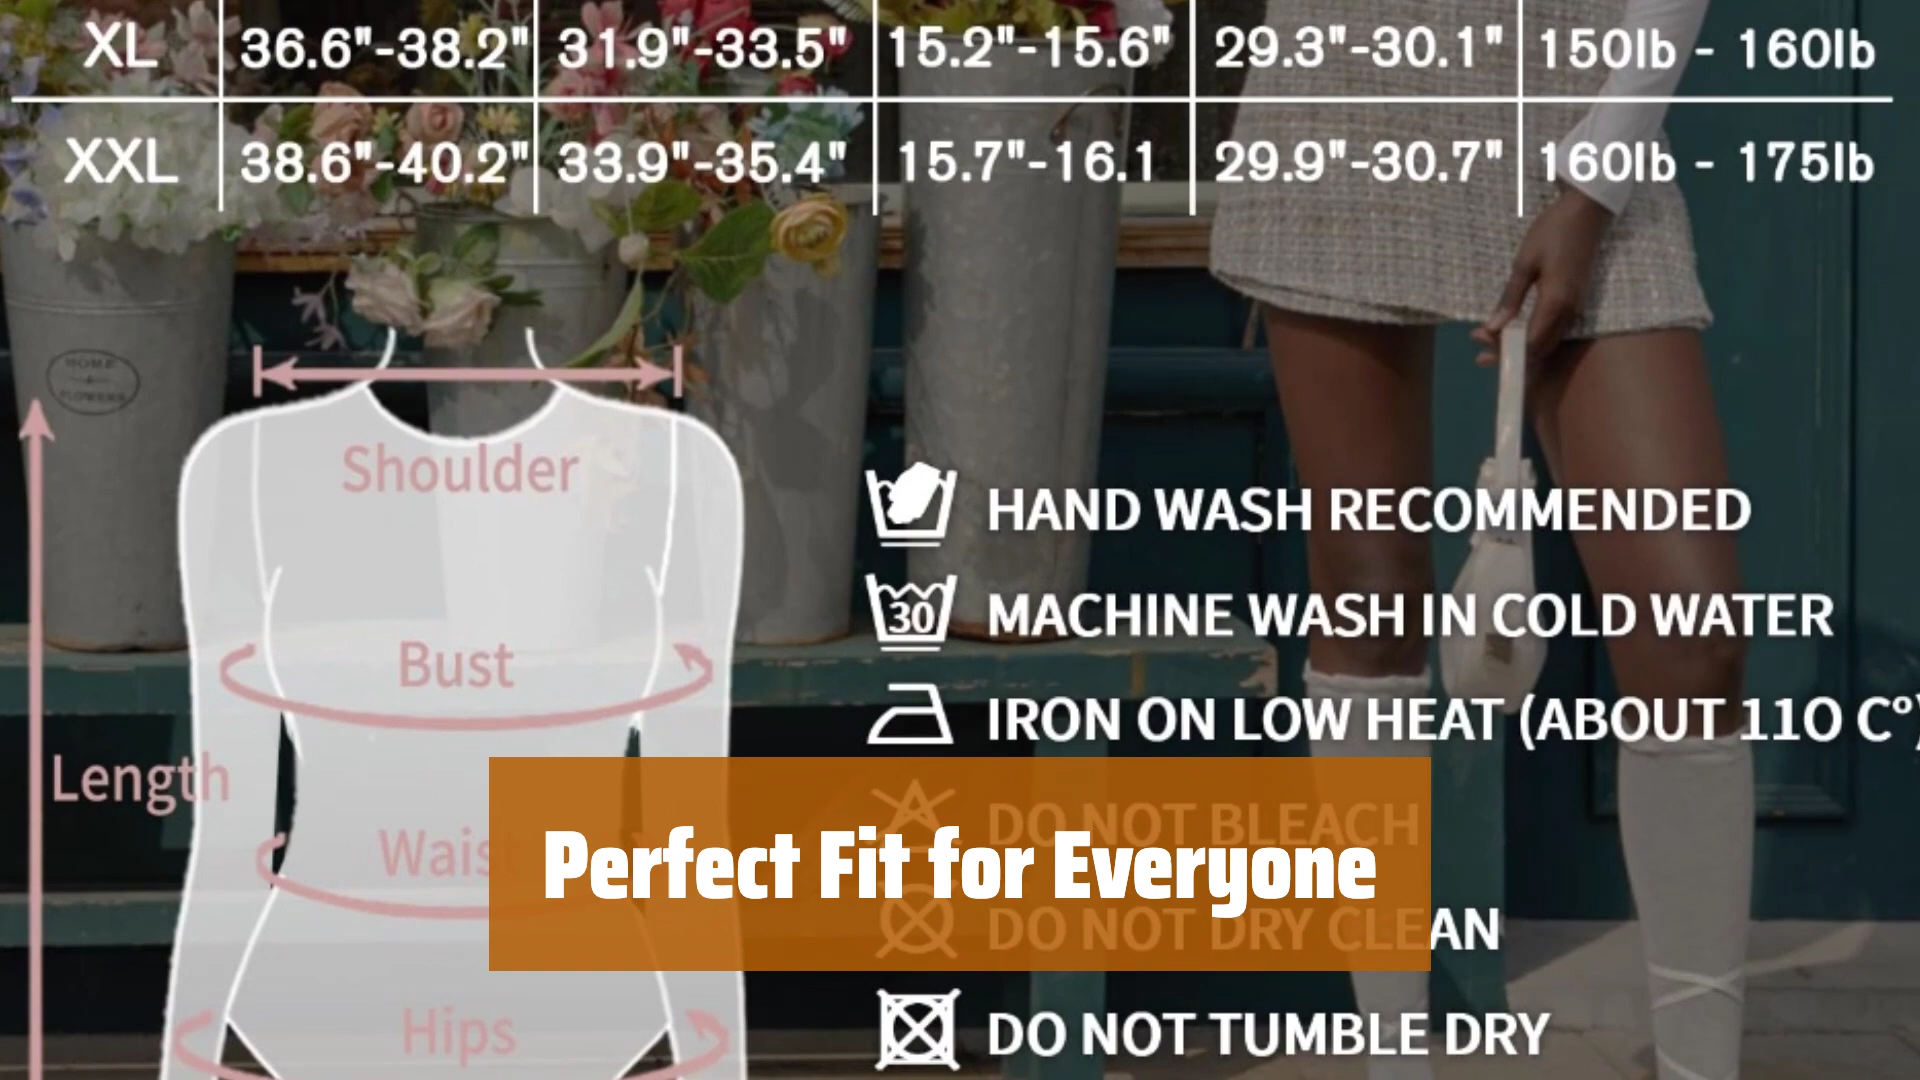 XL 36.6"-38.2" 31.9"-33.5" 15.2"-15.6" 29.3"-30.1" 150lb - 160lb
XXL 38.6"-40.2" 33.9"-35.4" 15.7"-16.1 29.9"-30.7" 160lb - 175lb
HOME
FLOWERS
Shoulder
Bust
Length
Waist
Hips
HAND WASH RECOMMENDED
30 MACHINE WASH IN COLD WATER
IRON ON LOW HEAT (ABOUT 110 C°)
DO NOT BLEACH
Perfect Fit for Everyone
DO NOT DRY CLEAN
DO NOT TUMBLE DRY